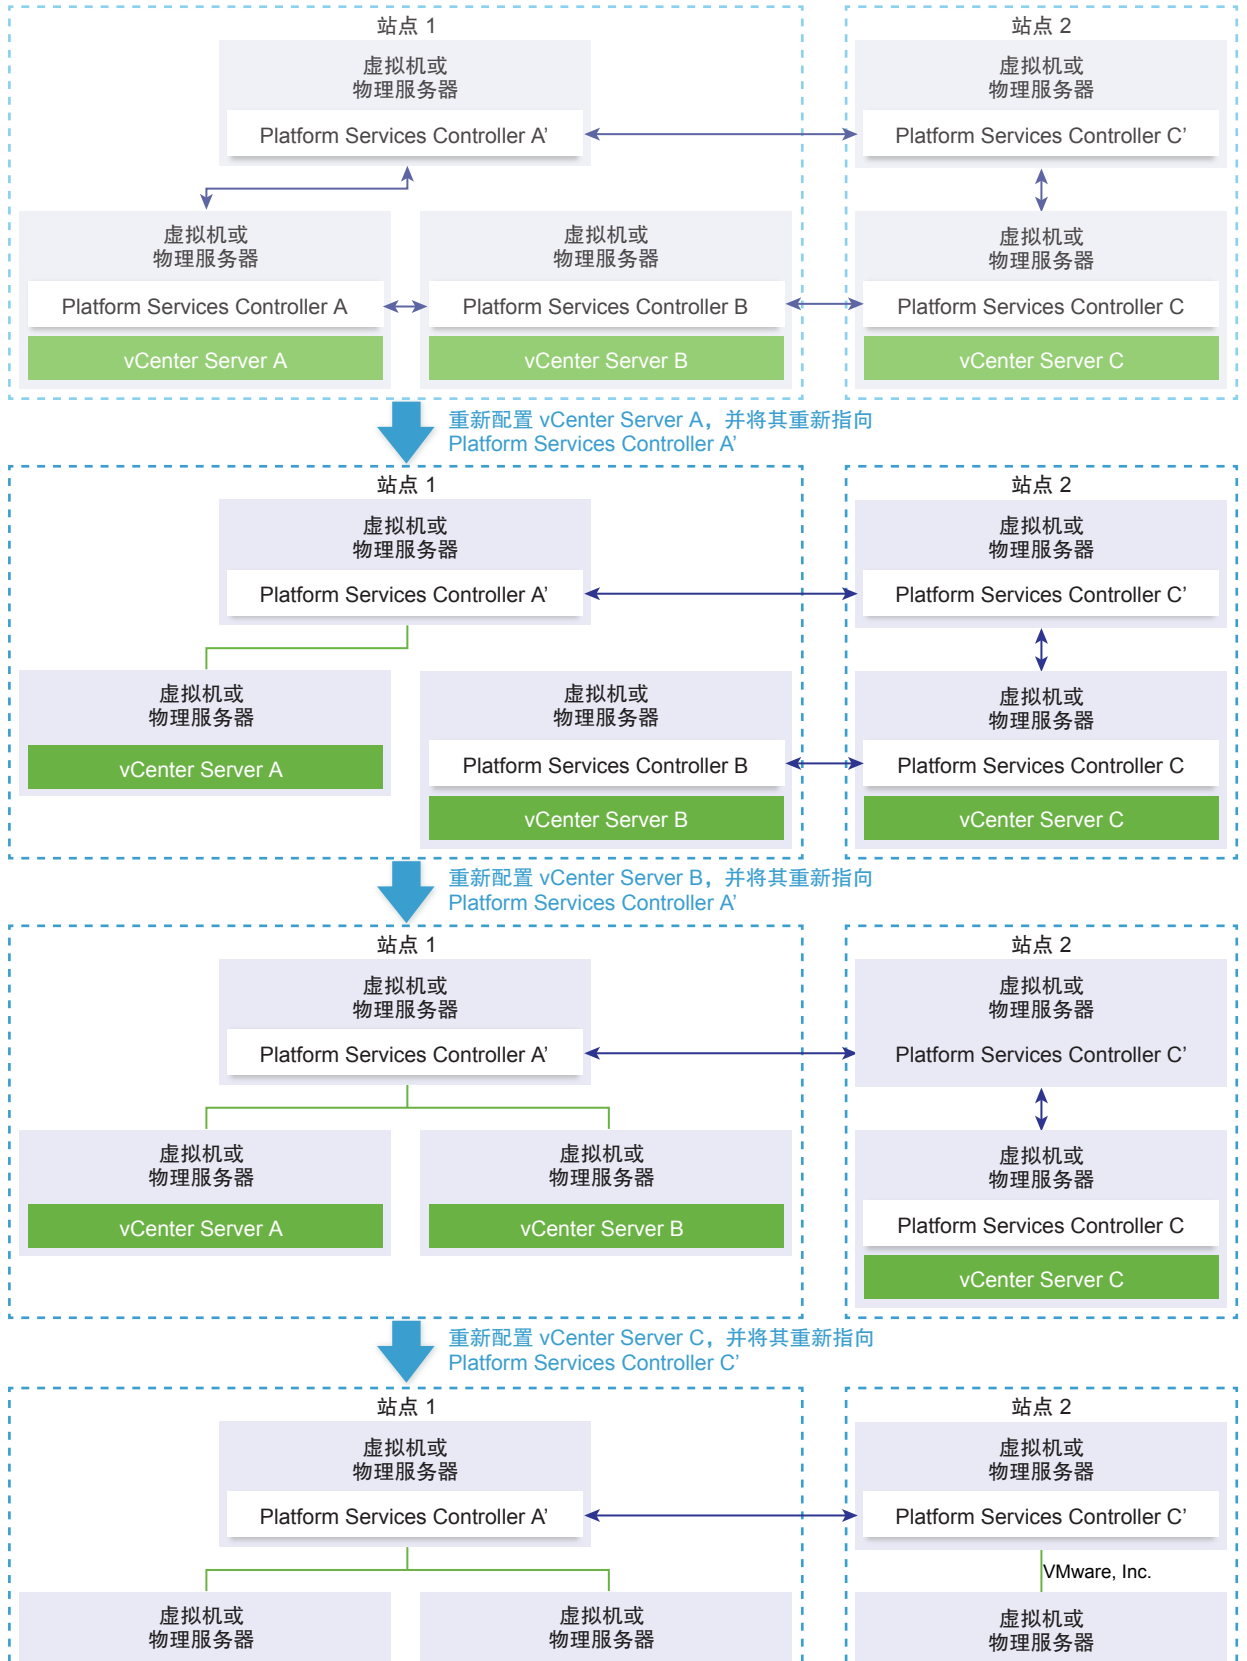 站点 1
站点 2
虚拟机或
物理服务器
虚拟机或
物理服务器
Platform Services Controller A’
Platform Services Controller C’
虚拟机或
物理服务器
虚拟机或
物理服务器
虚拟机或
物理服务器
Platform Services Controller A
Platform Services Controller B
Platform Services Controller C
vCenter Server A
vCenter Server B
vCenter Server C
重新配置 vCenter Server A，并将其重新指向
Platform Services Controller A’
站点 1
站点 2
虚拟机或
物理服务器
虚拟机或
物理服务器
Platform Services Controller A’
Platform Services Controller C’
虚拟机或
物理服务器
虚拟机或
物理服务器
虚拟机或
物理服务器
vCenter Server A
Platform Services Controller B
Platform Services Controller C
vCenter Server B
vCenter Server C
重新配置 vCenter Server B，并将其重新指向
Platform Services Controller A’
站点 1
站点 2
虚拟机或
物理服务器
虚拟机或
物理服务器
Platform Services Controller A’
Platform Services Controller C’
虚拟机或
物理服务器
虚拟机或
物理服务器
虚拟机或
物理服务器
vCenter Server A
vCenter Server B
Platform Services Controller C
vCenter Server C
重新配置 vCenter Server C，并将其重新指向
Platform Services Controller C’
站点 1
站点 2
虚拟机或
物理服务器
虚拟机或
物理服务器
Platform Services Controller A’
Platform Services Controller C’
VMware, Inc.
虚拟机或
物理服务器
虚拟机或
物理服务器
虚拟机或
物理服务器